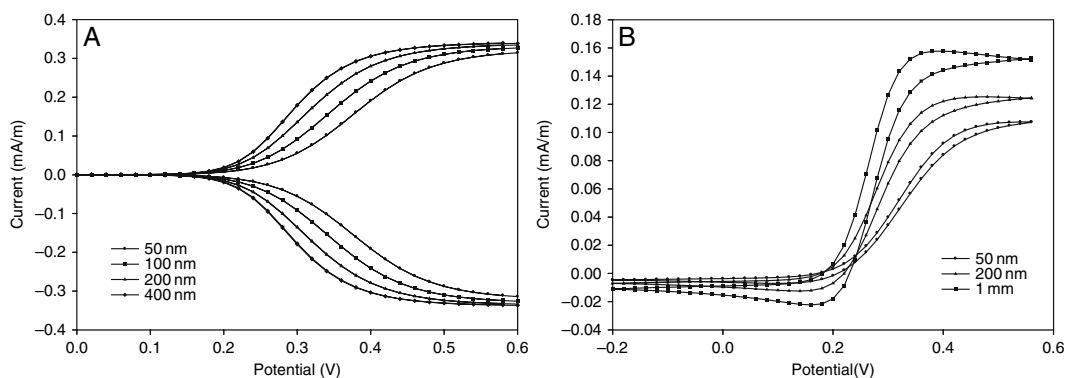 A
0.4
0.3
0.2
0.1
0.0
–0.1
–0.2
–0.3
–0.4
Current (mA/m)
50 nm
100 nm
200 nm
400 nm
0.0 0.1 0.2 0.3 0.4 0.5 0.6
Potential (V)
B
0.18
0.16
0.14
0.12
0.10
0.08
0.06
0.04
0.02
0.00
–0.02
–0.04
Current (mA/m)
50 nm
200 nm
1 mm
–0.2 0.0 0.2 0.4 0.6
Potential(V)